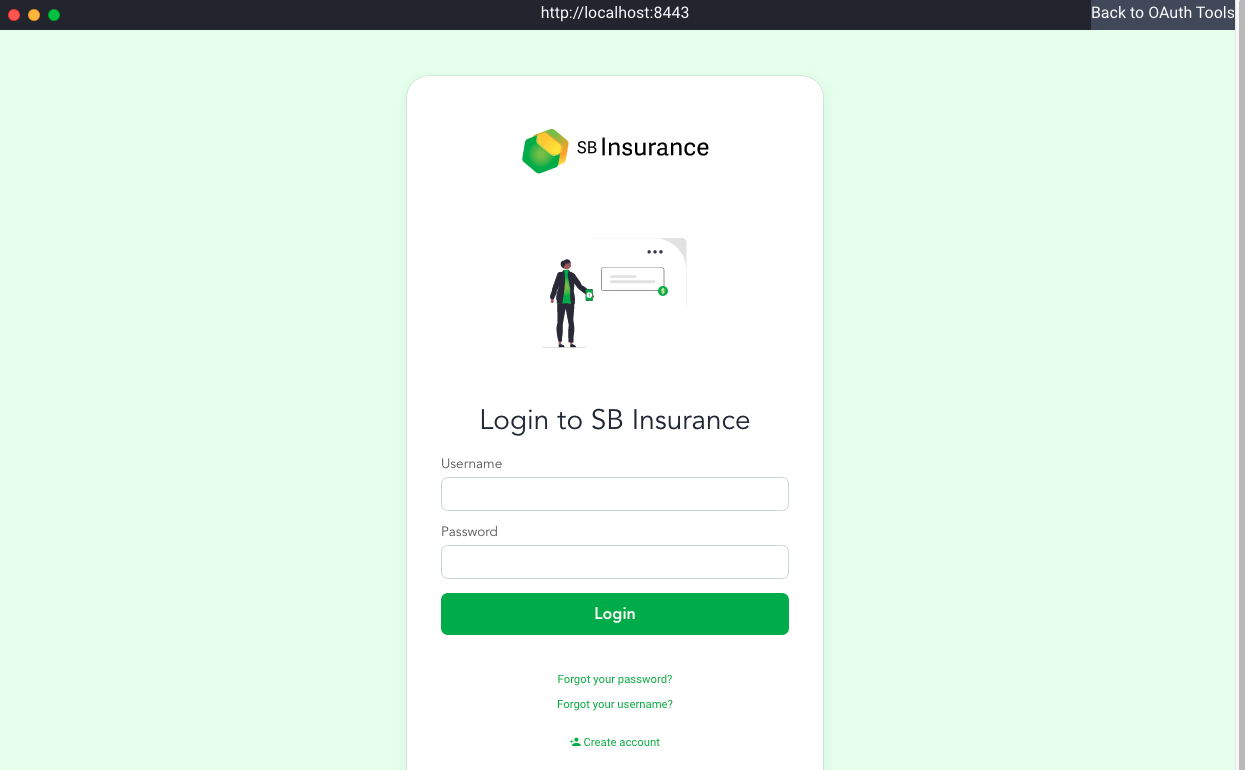 http://localhost:8443
Back to OAuth Tools
SB Insurance
Login to SB Insurance
Username
Password
Login
Forgot your password?
Forgot your username?
Create account